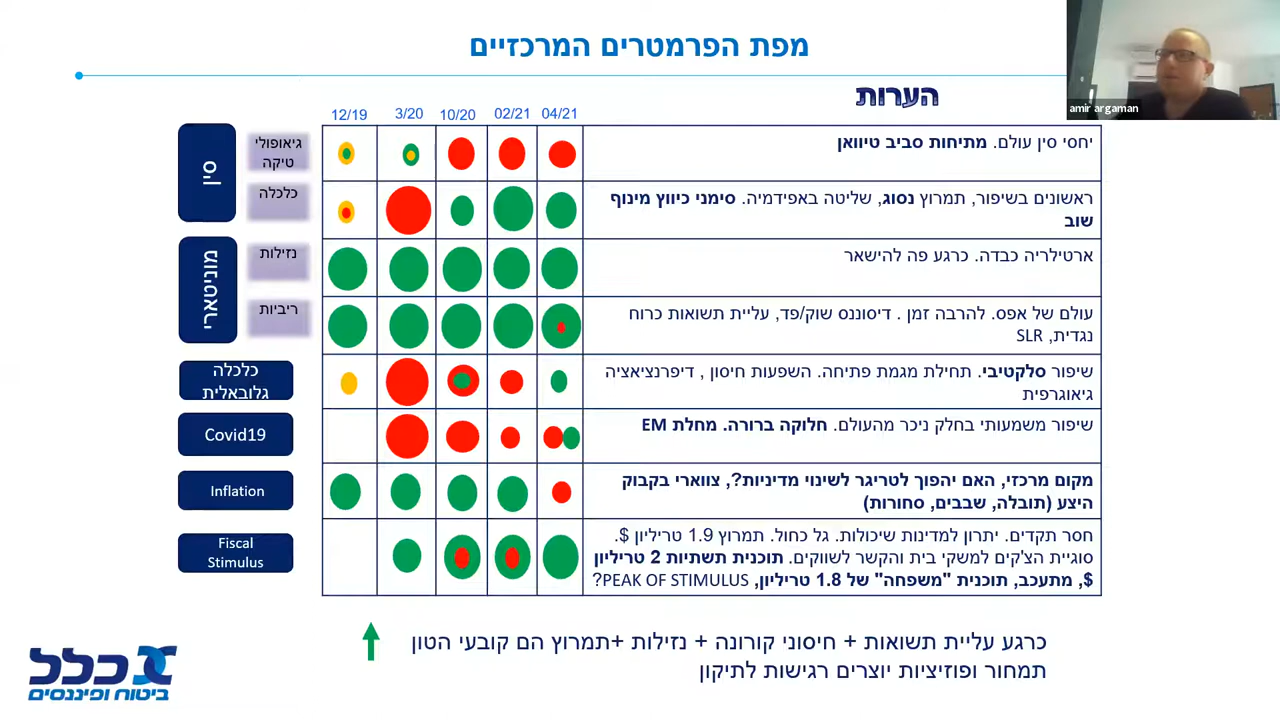 מפת הפרמטרים המרכזיים
amir argaman
הערות
12/19 3/20 10/20 02/21 04/21
סין
גיאופולי
טיקה
יחסי סין עולם. מתיחות סביב טיוואן
כלכלה
ראשונים בשיפור, תמרוץ נסוג, שליטה באפידמיה. סימני כיווץ מינוף
שוב
מוניטארי
נזילות
ארטילריה כבדה. כרגע פה להישאר
ריביות
עולם של אפס. להרבה זמן . דיסוננס שוק/פד, עליית תשואות כרוח
נגדית, SLR
כלכלה
גלובאלית
שיפור סלקטיבי. תחילת מגמת פתיחה. השפעות חיסון , דיפרנציאציה
גיאוגרפית
Covid19
שיפור משמעותי בחלק ניכר מהעולם. חלוקה ברורה. מחלת EM
Inflation
מקום מרכזי, האם יהפוך לטריגר לשינוי מדיניות?, צווארי בקבוק
היצע (תובלה, שבבים, סחורות)
Fiscal
Stimulus
חסר תקדים. יתרון למדינות שיכולות. גל כחול. תמרוץ 1.9 טריליון $.
סוגיית הצ'קים למשקי בית והקשר לשווקים. תוכנית תשתיות 2 טריליון
$, מתעכב, תוכנית "משפחה" של 1.8 טריליון, PEAK OF STIMULUS?
כרגע עליית תשואות + חיסוני קורונה + נזילות +תמרוץ הם קובעי הטון
תמחור ופוזיציות יוצרים רגישות לתיקון
כלל
ביטוח ופיננסים